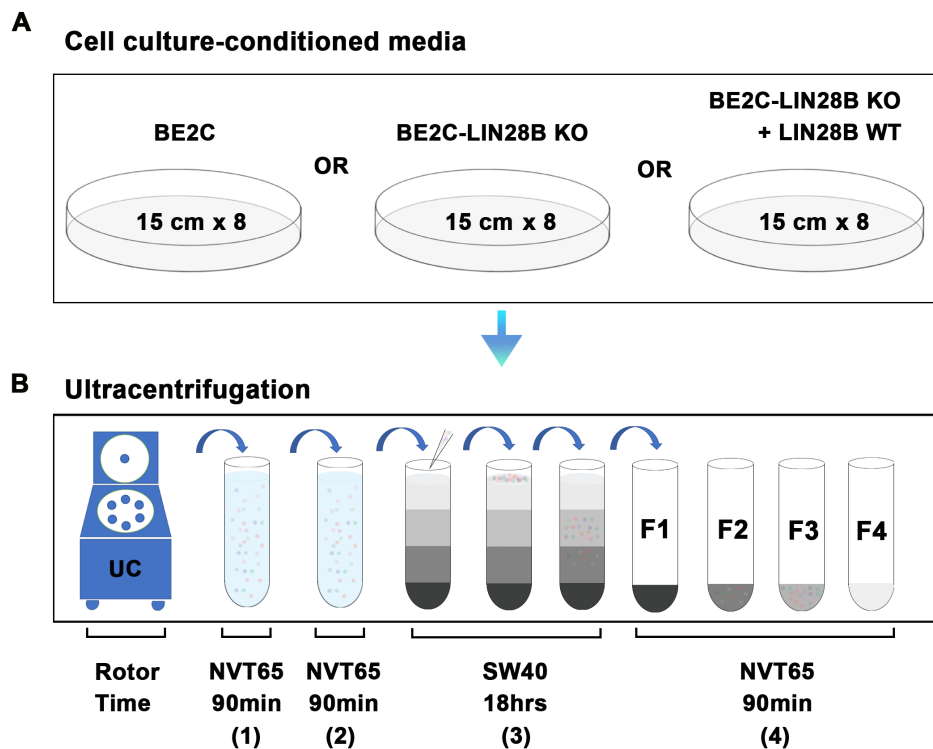 A
Cell culture-conditioned media
BE2C
OR
BE2C-LIN28B KO
OR
BE2C-LIN28B KO
+ LIN28B WT
15 cm x 8
15 cm x 8
15 cm x 8
B
Ultracentrifugation
UC
F1
F2
F3
F4
Rotor
Time
NVT65
90min
(1)
NVT65
90min
(2)
SW40
18hrs
(3)
NVT65
90min
(4)